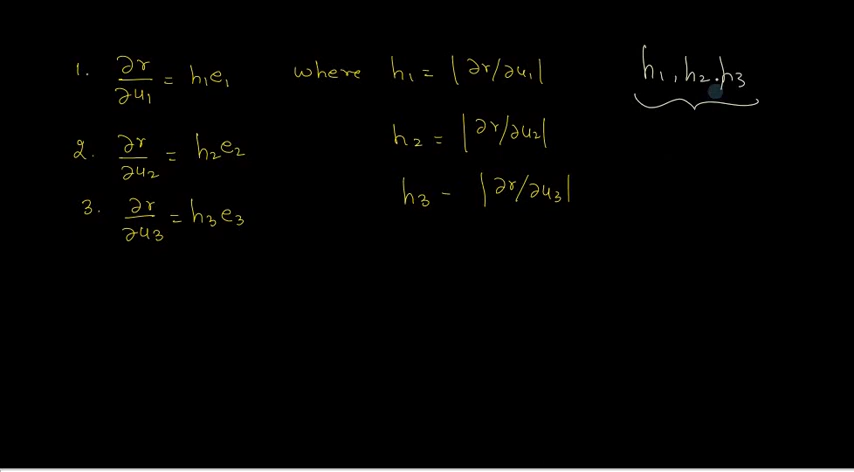 1. ∂r/∂u₁ = h₁e₁ where h₁ = |∂r/∂u₁| h₁, h₂ . h₃
2. ∂r/∂u₂ = h₂e₂ h₂ = |∂r/∂u₂|
3. ∂r/∂u₃ = h₃e₃ h₃ - |∂r/∂u₃|